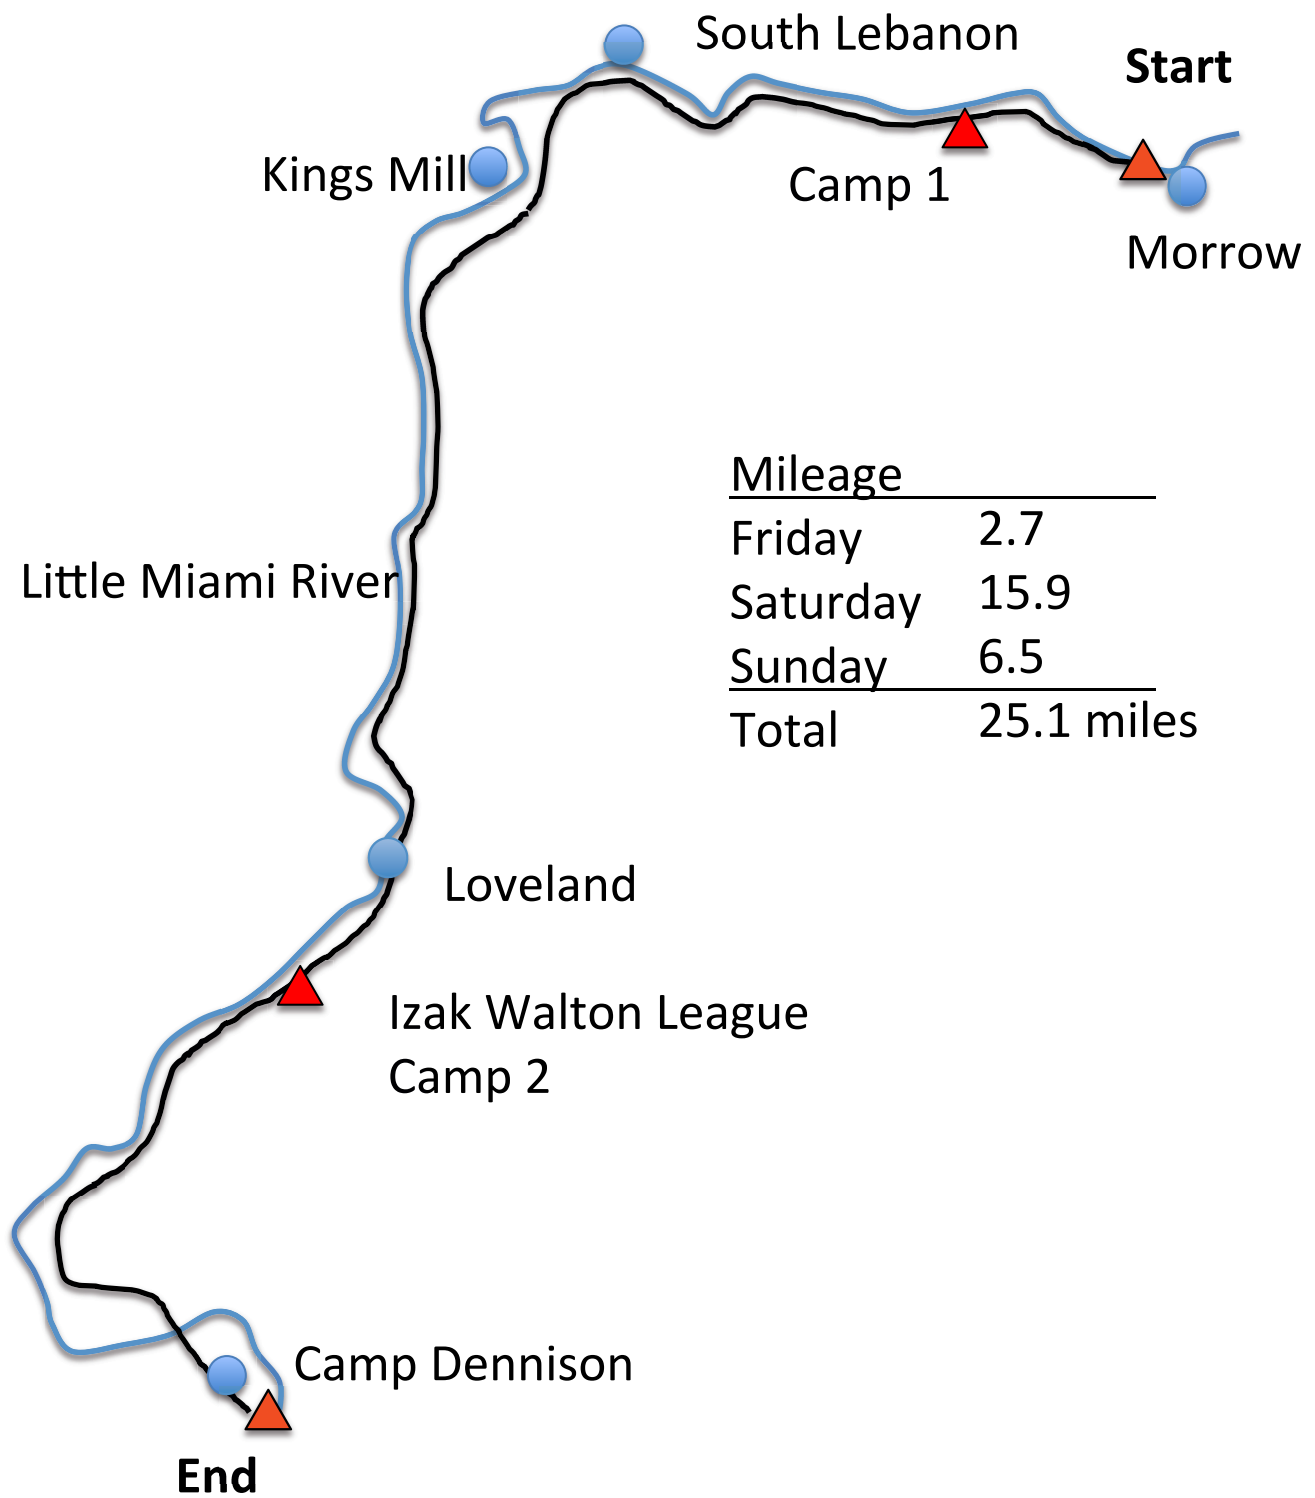 South Lebanon
Start
Kings Mill
Camp 1
Morrow
Mileage
Friday 2.7
Saturday 15.9
Sunday 6.5
Total 25.1 miles
Little Miami River
Loveland
Izak Walton League
Camp 2
Camp Dennison
End